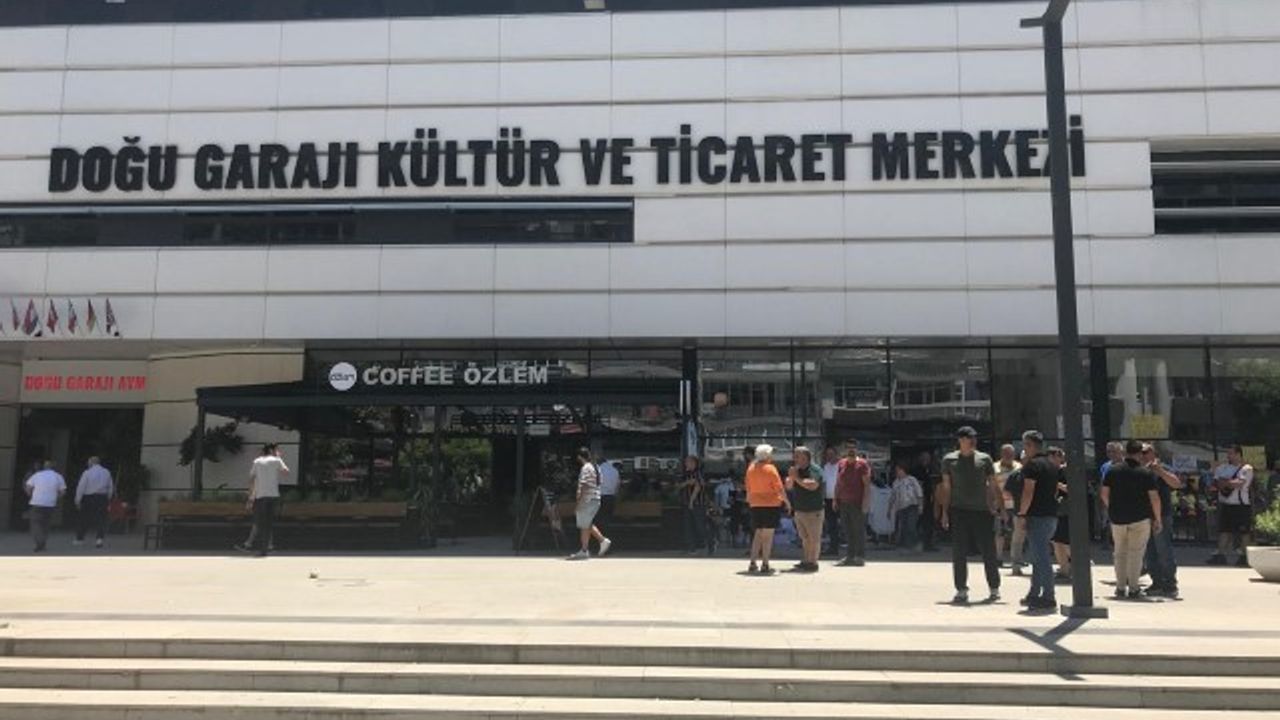 DOĞU GARAJI KÜLTÜR VE TİCARET MERKEZİ
COFFEE ÖZLEM
DOĞU GARAJI AVM